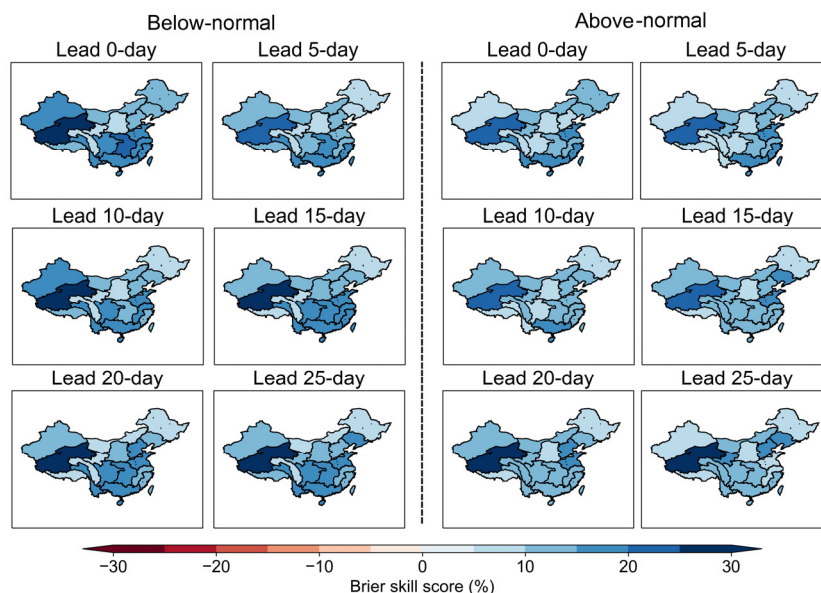 Below-normal
Above-normal
Lead 0-day
Lead 5-day
Lead 0-day
Lead 5-day
Lead 10-day
Lead 15-day
Lead 10-day
Lead 15-day
Lead 20-day
Lead 25-day
Lead 20-day
Lead 25-day
−30 −20 −10 0 10 20 30
Brier skill score (%)